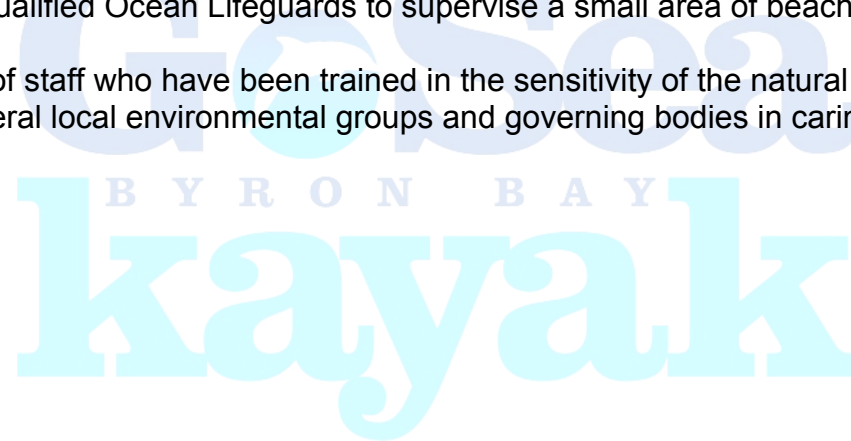 ualified Ocean Lifeguards to supervise a small area of beach
of staff who have been trained in the sensitivity of the natural
eral local environmental groups and governing bodies in carin
GoSea
BYRON BAY
kayak